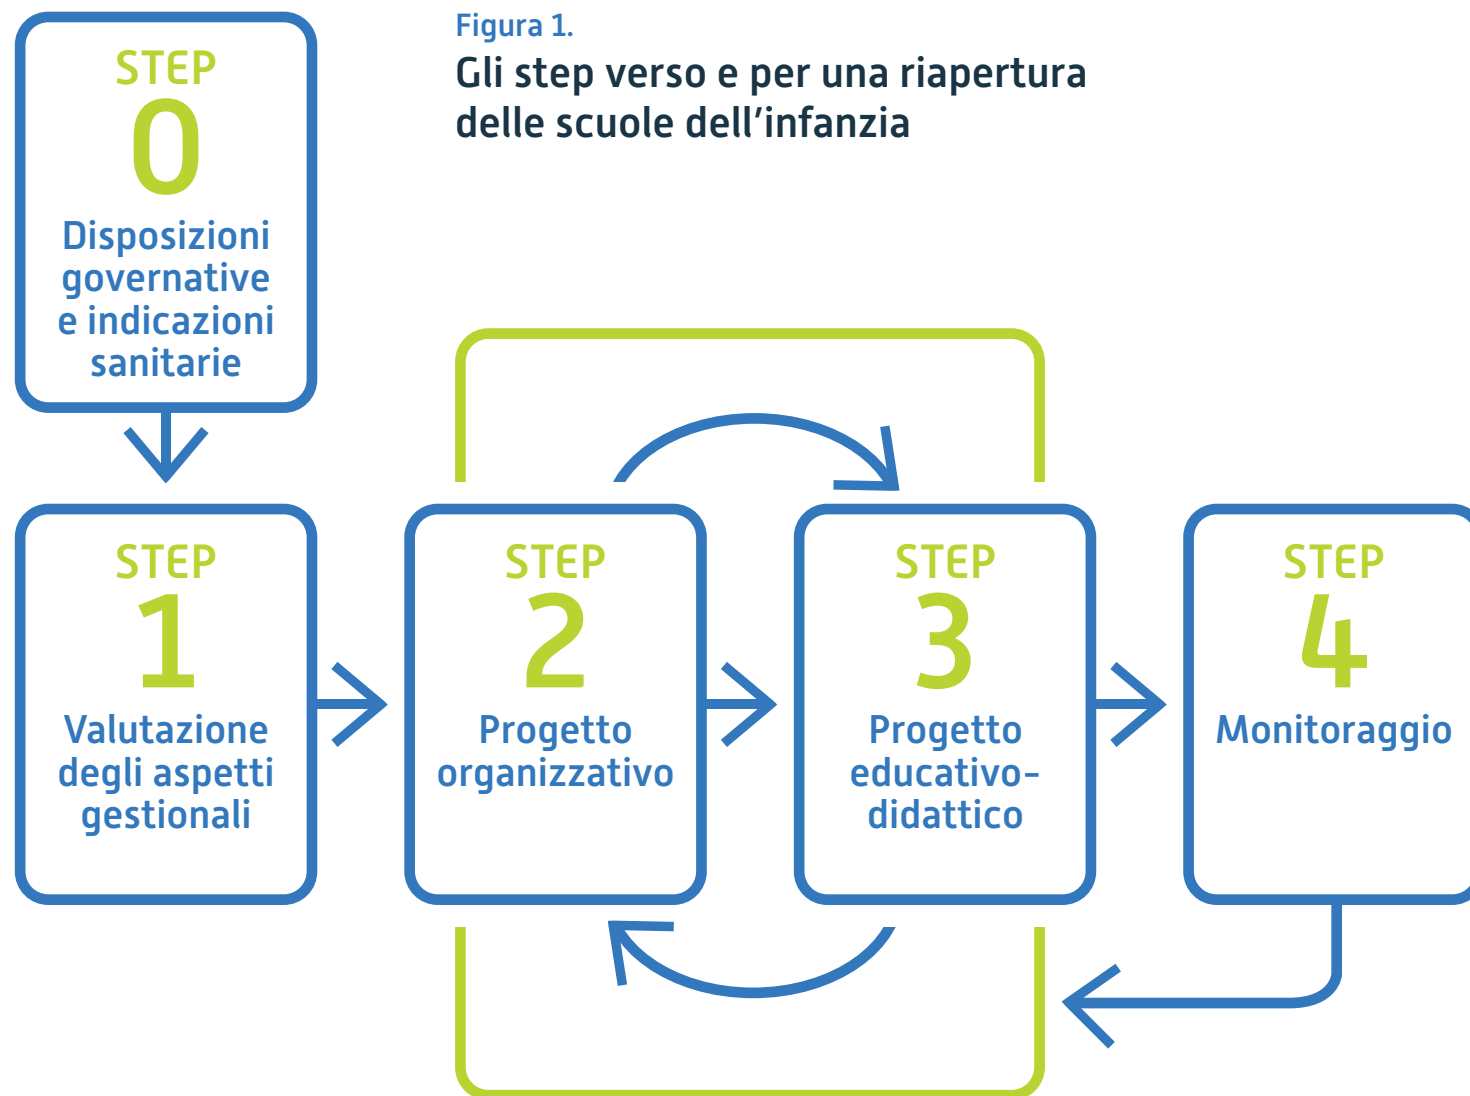 Figura 1.
Gli step verso e per una riapertura
delle scuole dell'infanzia
STEP
0
Disposizioni
governative
e indicazioni
sanitarie
STEP
1
Valutazione
degli aspetti
gestionali
STEP
2
Progetto
organizzativo
STEP
3
Progetto
educativo-
didattico
STEP
4
Monitoraggio